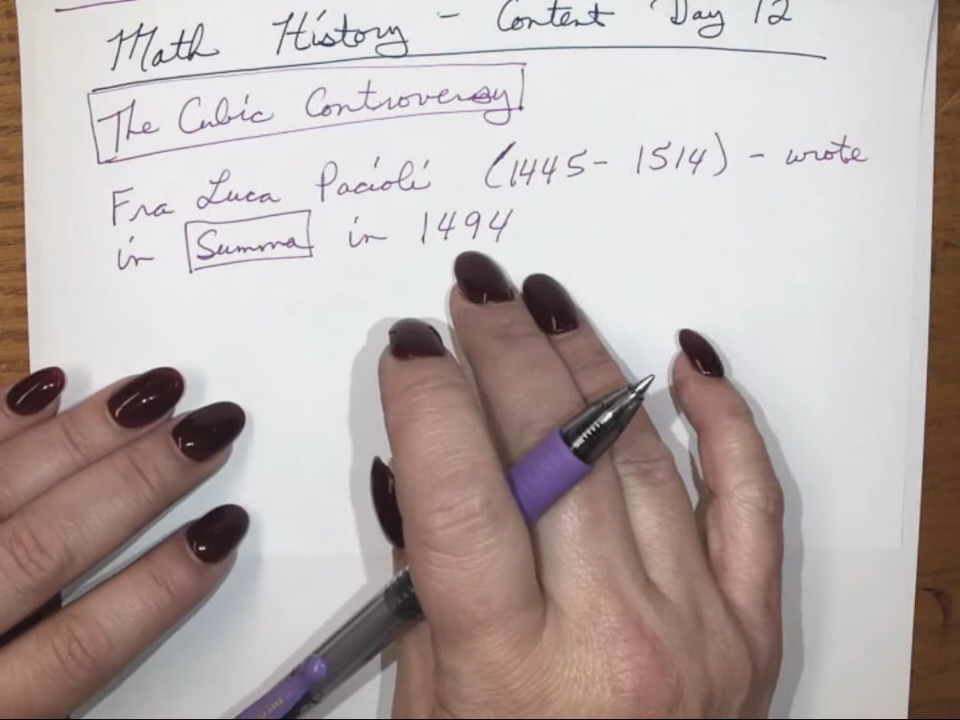 Math History - Content Day 12
The Cubic Controversy
Fra Luca Pacioli (1445- 1514) - wrote
in Summa in 1494